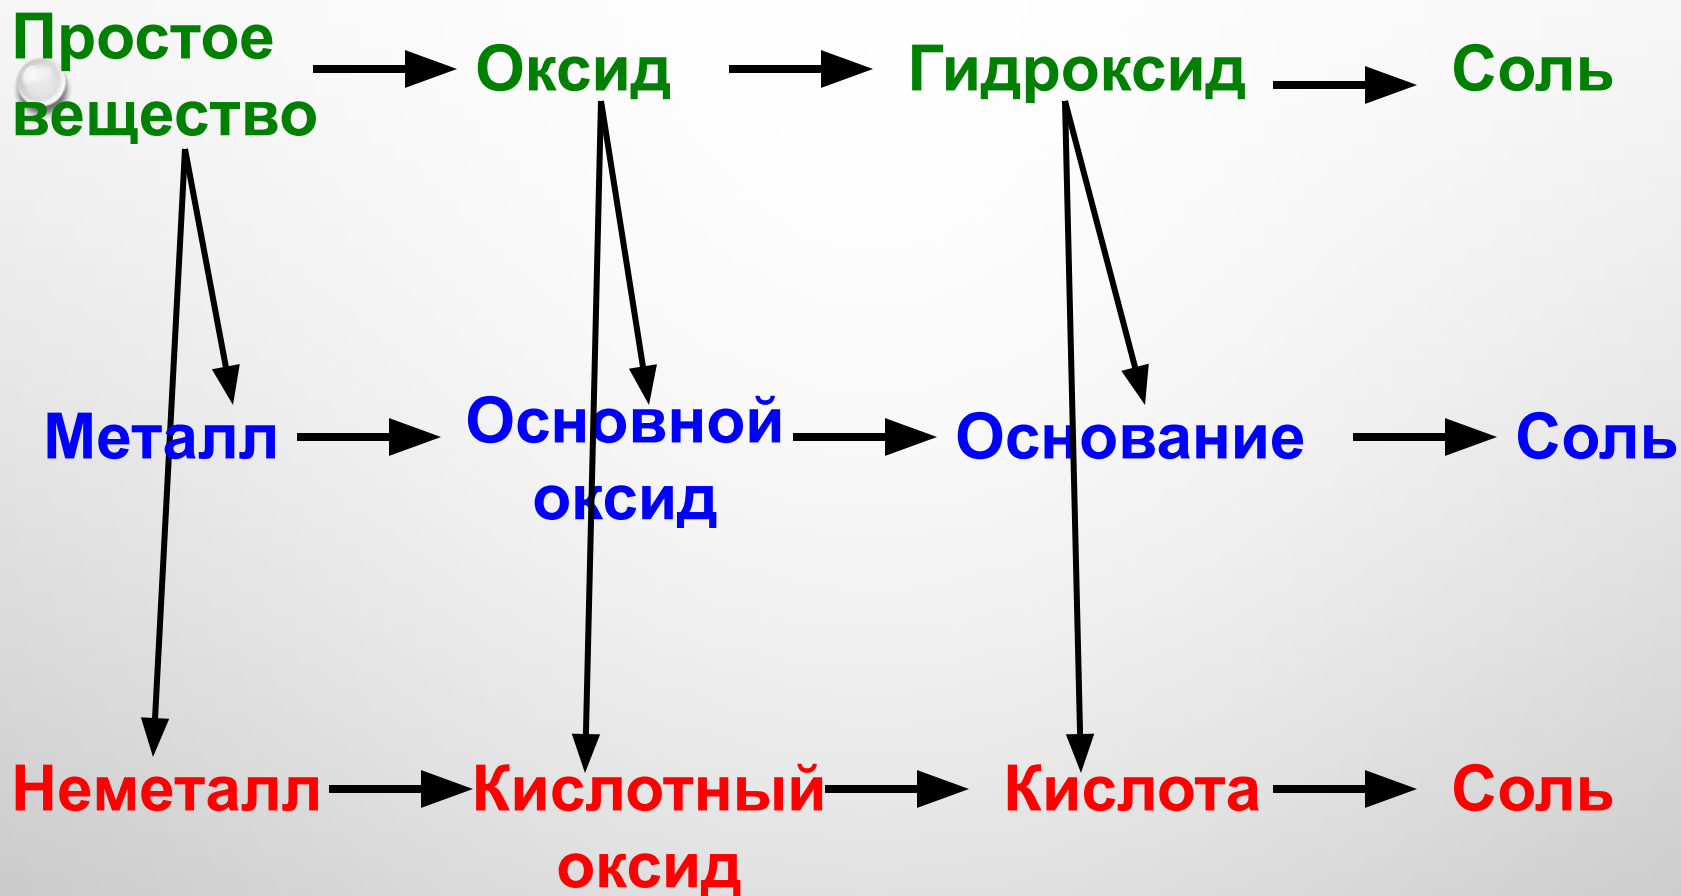 Простое
вещество
Оксид
Гидроксид
Соль
Металл
Основной
оксид
Основание
Соль
Неметалл
Кислотный
оксид
Кислота
Соль